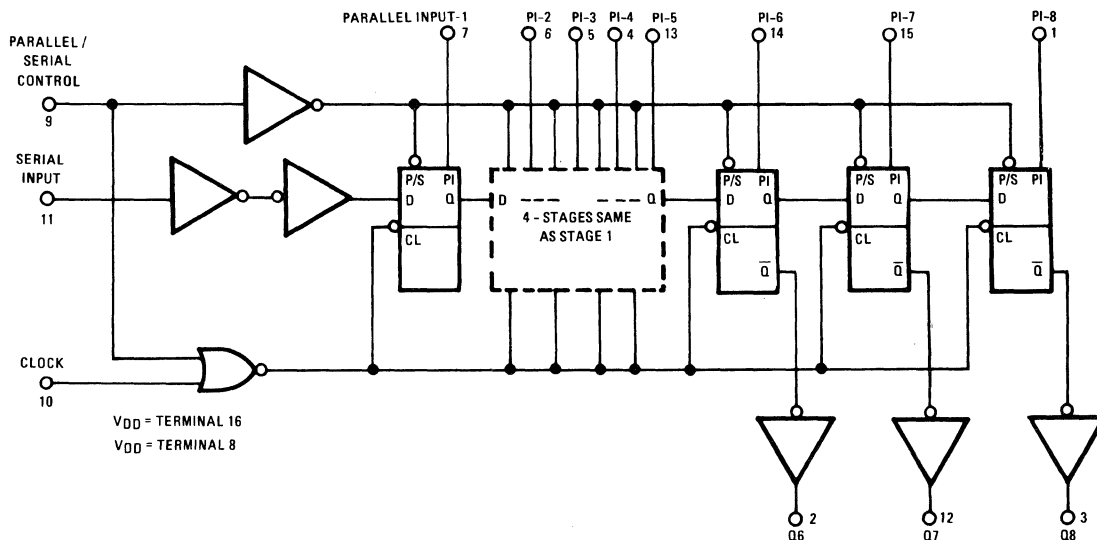 PARALLEL INPUT-1
7
PI-2
6
PI-3
5
PI-4
4
PI-5
13
PI-6
14
PI-7
15
PI-8
1
PARALLEL /
SERIAL
CONTROL
9
SERIAL
INPUT
11
P/S PI
D Q
CL
D ---- ---- Q
4 - STAGES SAME
AS STAGE 1
P/S PI
D Q
CL
Q̅
P/S PI
D Q
CL
Q̅
P/S PI
D
CL
Q̅
CLOCK
10
VDD = TERMINAL 16
VDD = TERMINAL 8
2
Q6
12
Q7
3
Q8